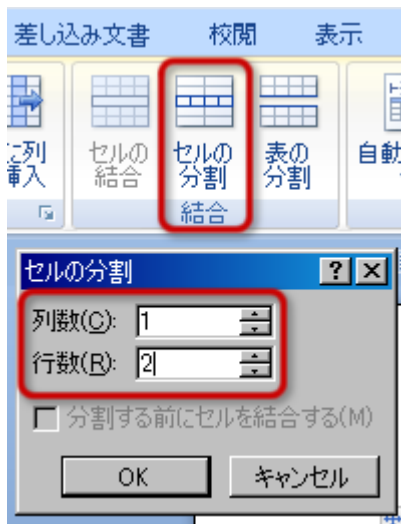 差し込み文書 校閲 表示
に列 セルの セルの 表の 自動
挿入 結合 分割 分割
結合
セルの分割
列数(C): 1
行数(R): 2
分割する前にセルを結合する(M)
OK キャンセル